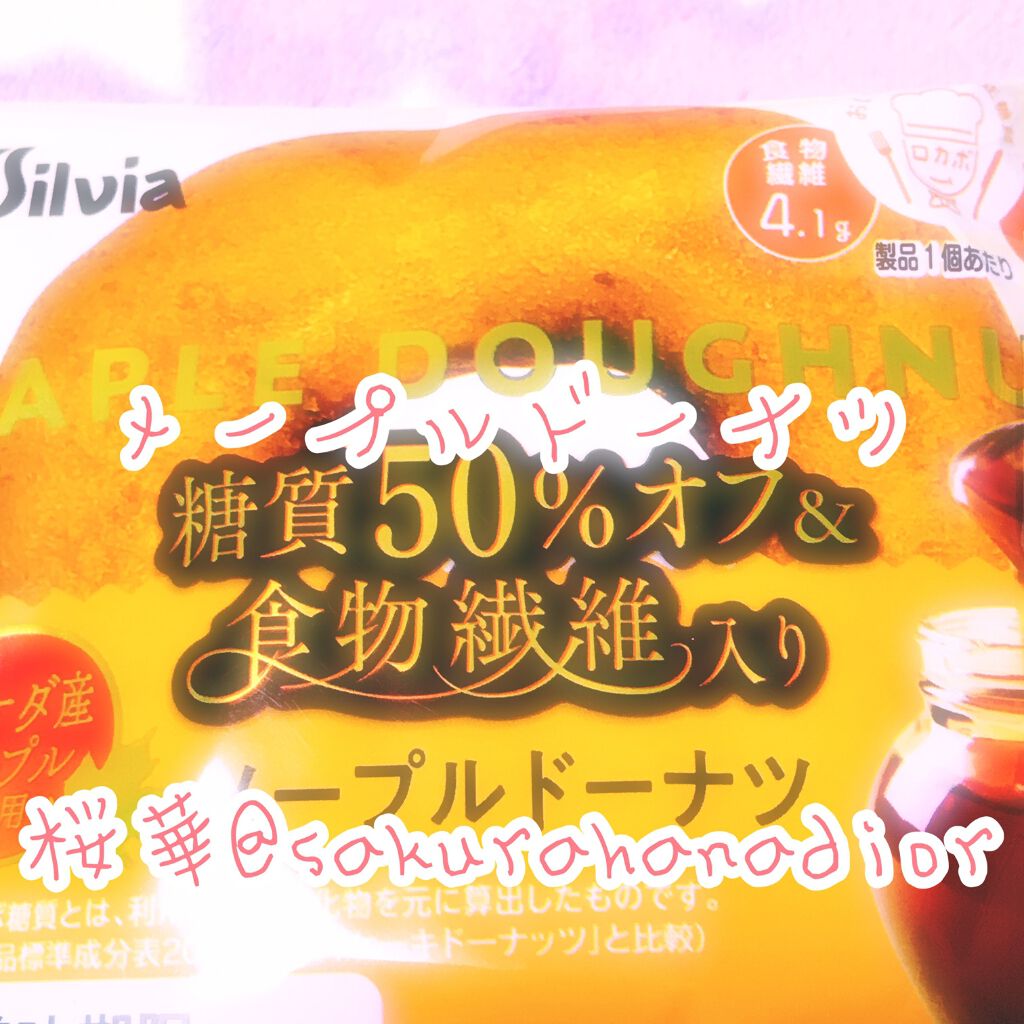 Silvia
食物
繊維
4.1g
ロカボ
製品1個あたり
APLE DOUGHNU
メープルドーナツ
糖質50%オフ&
食物繊維入り
ーダ産
プル
用
メープルドーナツ
桜華@sakurahanadior
糖質とは、利 物を元に算出したものです。
品標準成分表20 キドーナッツ」と比較)